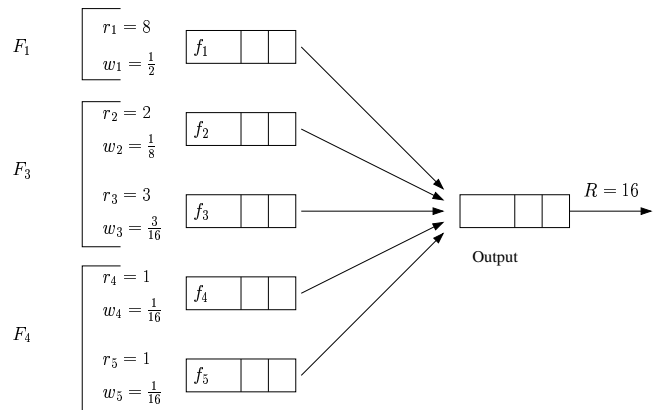 r₁ = 8
F₁
f₁
w₁ = 1/2
r₂ = 2
f₂
w₂ = 1/8
F₃
r₃ = 3
R = 16
f₃
w₃ = 3/16
Output
r₄ = 1
f₄
w₄ = 1/16
F₄
r₅ = 1
f₅
w₅ = 1/16